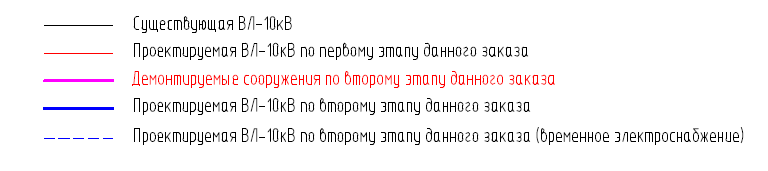 Существующая ВЛ-10кВ
Проектируемая ВЛ-10кВ по первому этапу данного заказа
Демонтируемые сооружения по второму этапу данного заказа
Проектируемая ВЛ-10кВ по второму этапу данного заказа
Проектируемая ВЛ-10кВ по второму этапу данного заказа (временное электроснабжение)